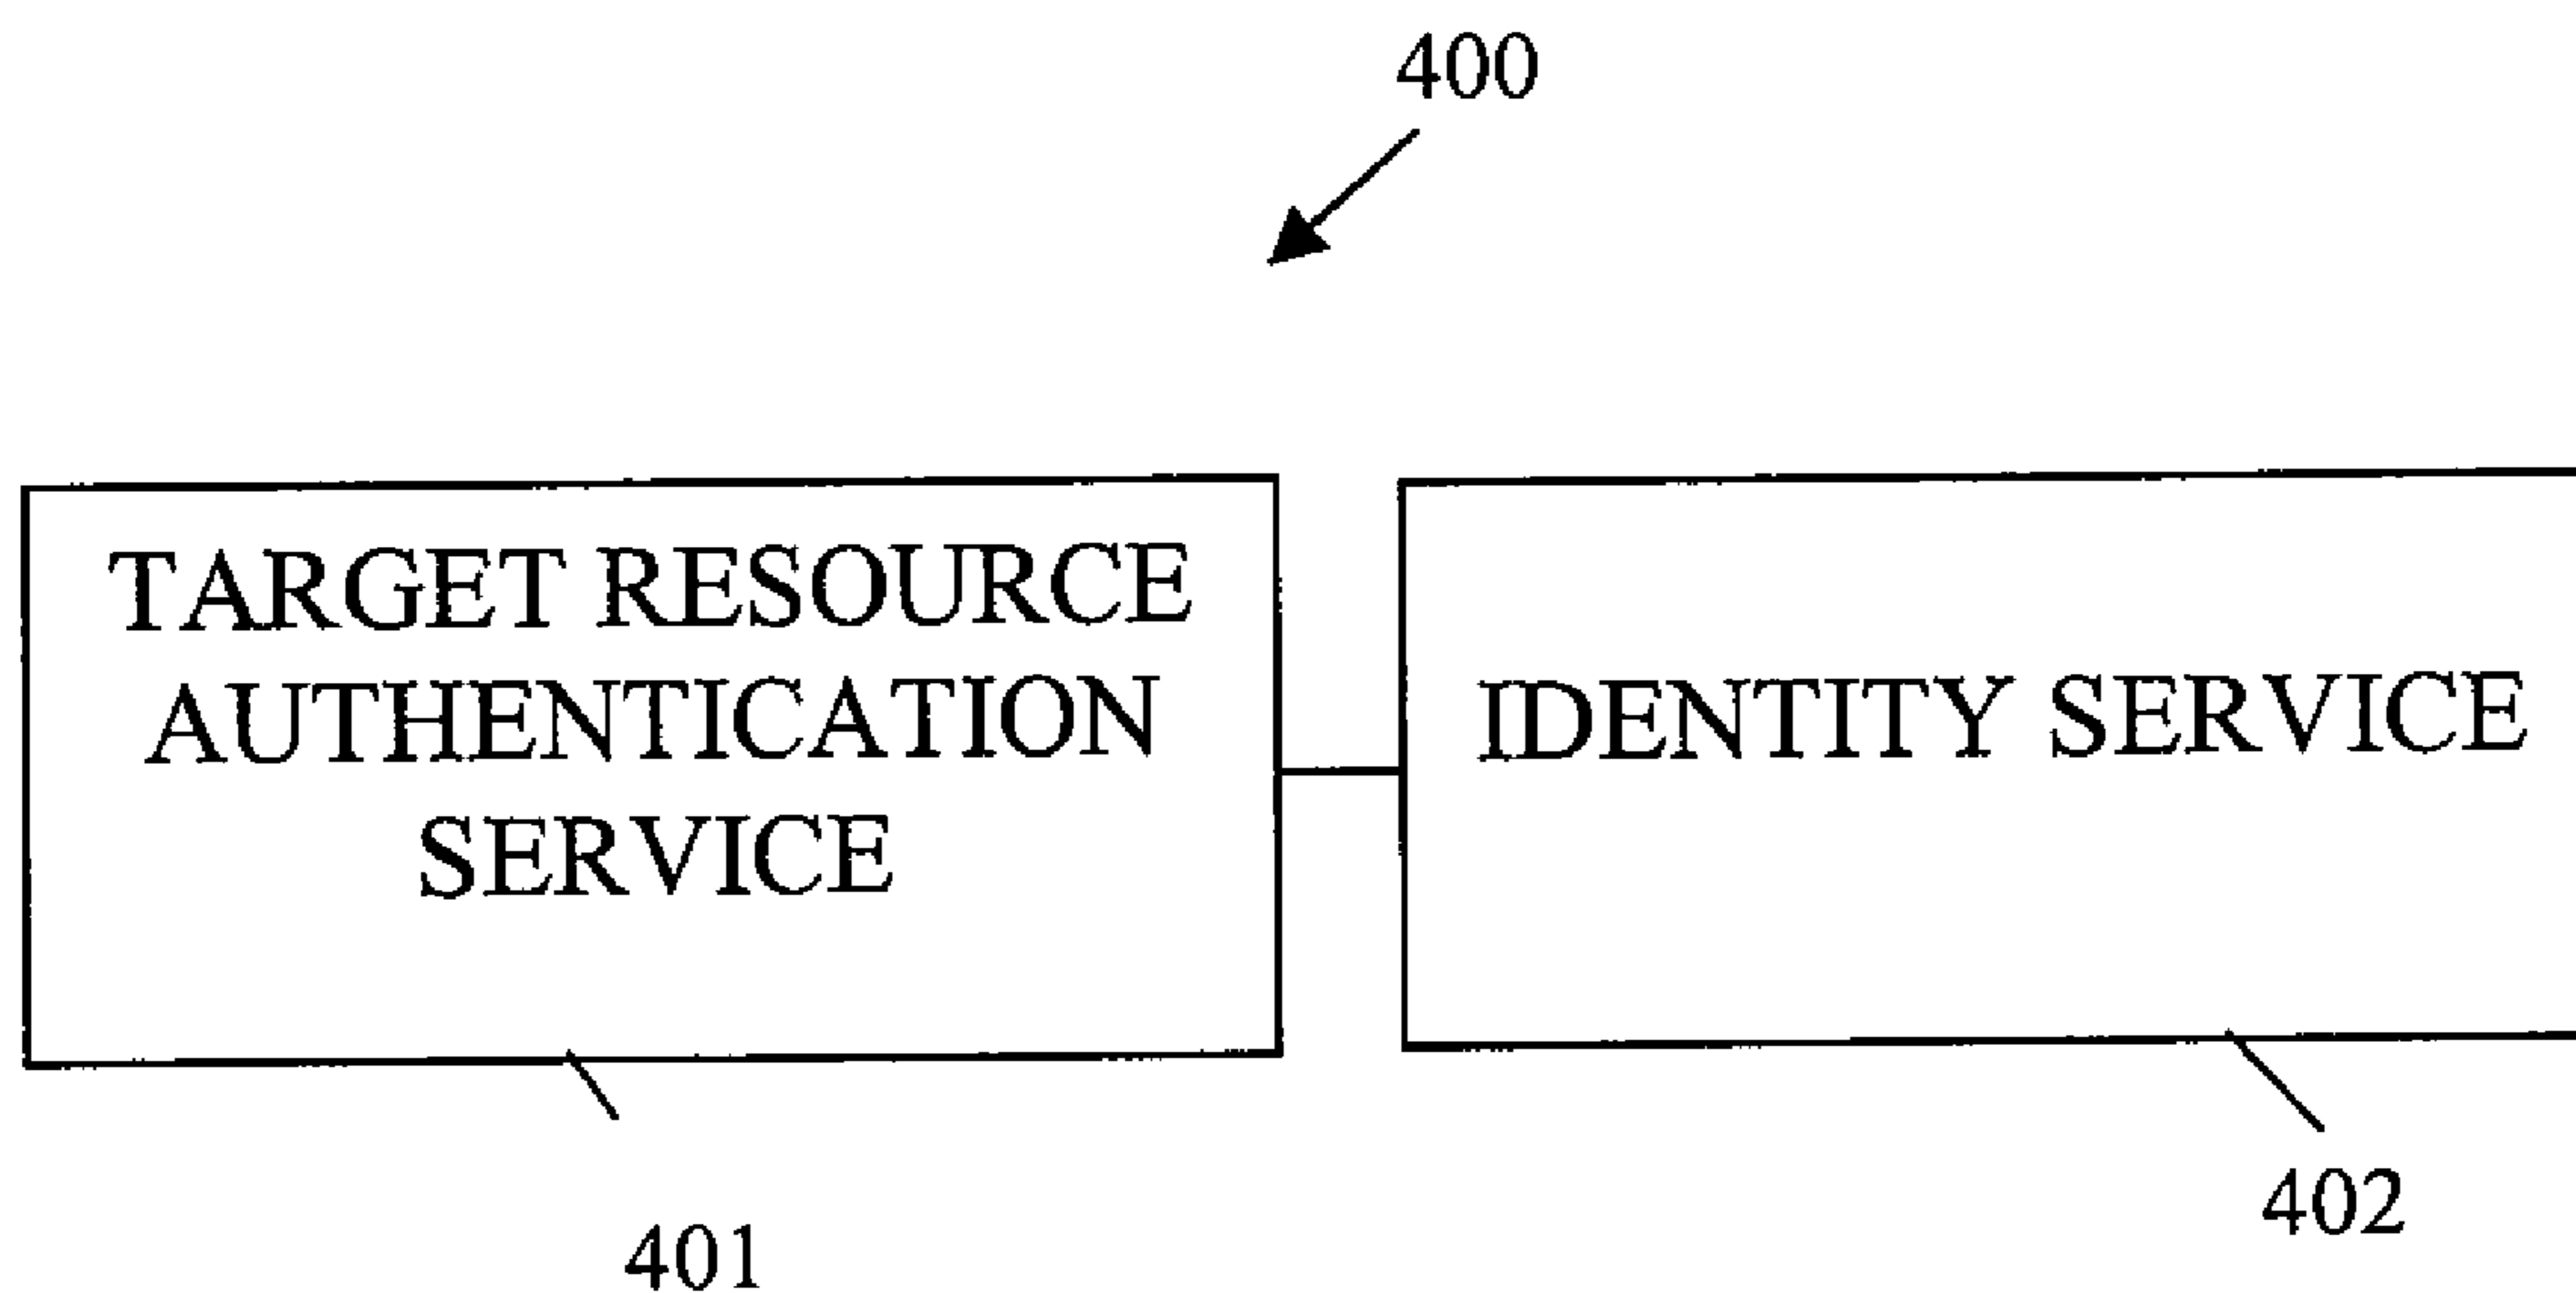 400
TARGET RESOURCE
AUTHENTICATION
SERVICE
IDENTITY SERVICE
401
402